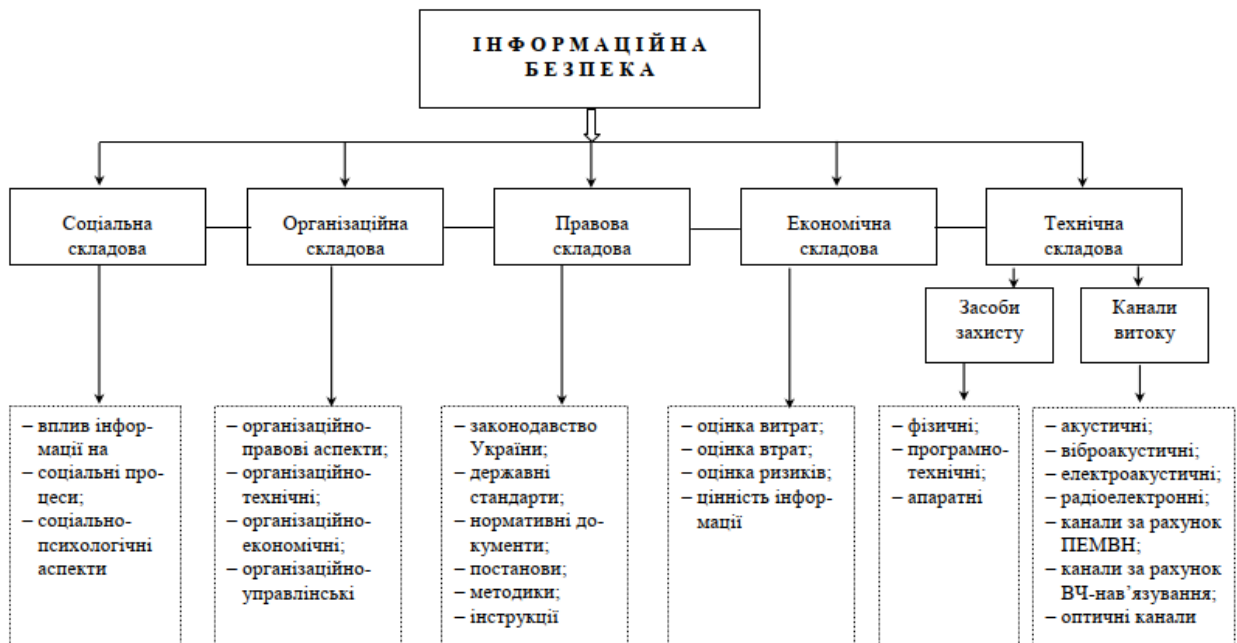 ІНФОРМАЦІЙНА
БЕЗПЕКА
Соціальна
складова
Організаційна
складова
Правова
складова
Економічна
складова
Технічна
складова
Засоби
захисту
Канали
витоку
– вплив інфор-
мації на
– соціальні про-
цеси;
– соціально-
психологічні
аспекти
– організаційно-
правові аспекти;
– організаційно-
технічні;
– організаційно-
економічні;
– організаційно-
управлінські
– законодавство
України;
– державні
стандарти;
– нормативні до-
кументи;
– постанови;
– методики;
– інструкції
– оцінка витрат;
– оцінка втрат;
– оцінка ризиків;
– цінність інфор-
мації
– фізичні;
– програмно-
технічні;
– апаратні
– акустичні;
– віброакустичні;
– електроакустичні;
– радіоелектронні;
– канали за рахунок
ПЕМВН;
– канали за рахунок
ВЧ-нав’язування;
– оптичні канали